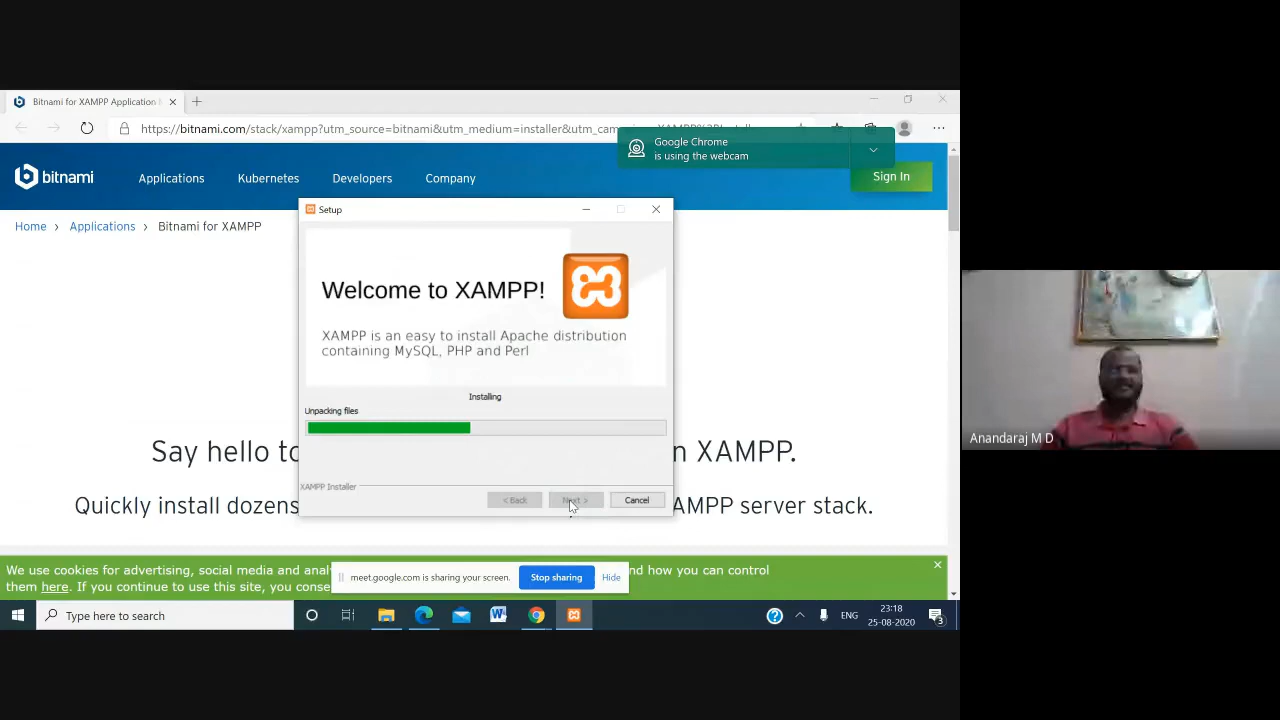 Bitnami for XAMPP Application
https://bitnami.com/stack/xampp?utm_source=bitnami&utm_medium=installer&utm_
Google Chrome
is using the webcam
bitnami
Applications
Kubernetes
Developers
Company
Sign In
Home › Applications › Bitnami for XAMPP
Setup
Welcome to XAMPP!
XAMPP is an easy to install Apache distribution
containing MySQL, PHP and Perl
Installing
Unpacking files
XAMPP Installer
< Back
Next >
Cancel
Say hello to
n XAMPP.
Quickly install dozens
AMPP server stack.
Anandaraj M D
We use cookies for advertising, social media and
nd how you can control
them here. If you continue to use this site, you
meet.google.com is sharing your screen.
Stop sharing
Hide
Type here to search
ENG
23:18
25-08-2020
3